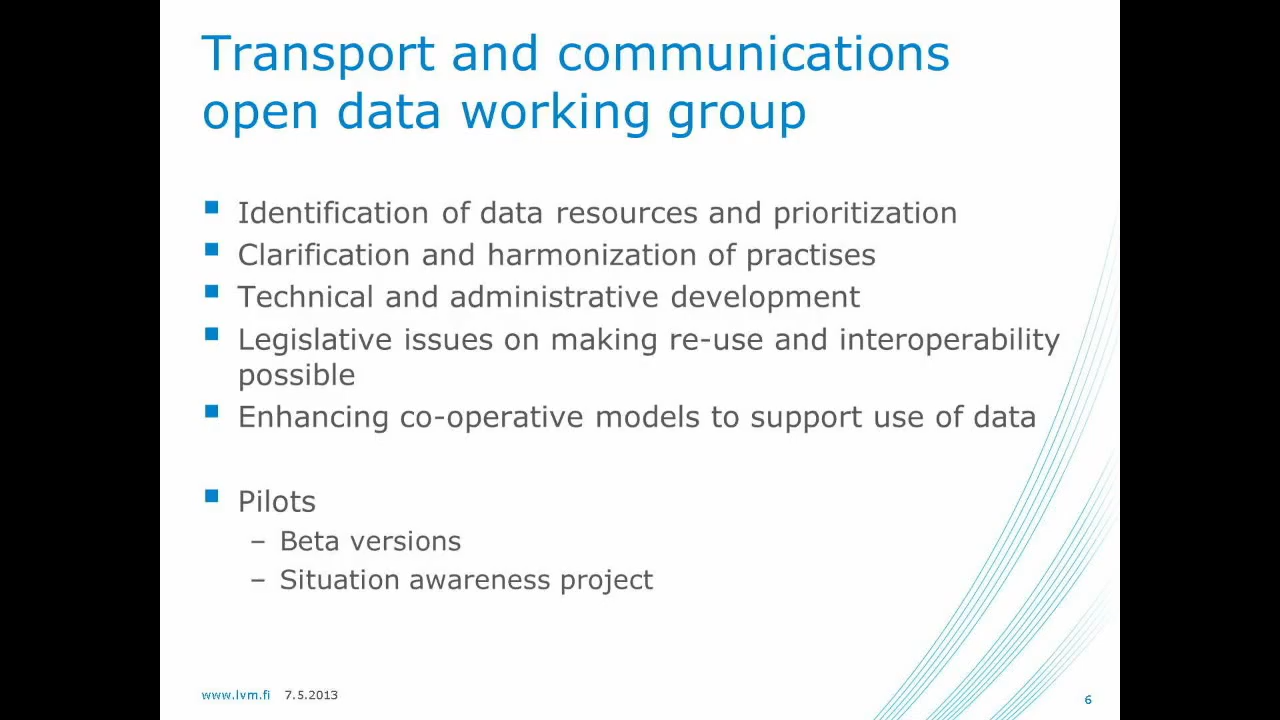 Transport and communications
open data working group
Identification of data resources and prioritization
Clarification and harmonization of practises
Technical and administrative development
Legislative issues on making re-use and interoperability
possible
Enhancing co-operative models to support use of data
Pilots
– Beta versions
– Situation awareness project
www.lvm.fi 7.5.2013
6